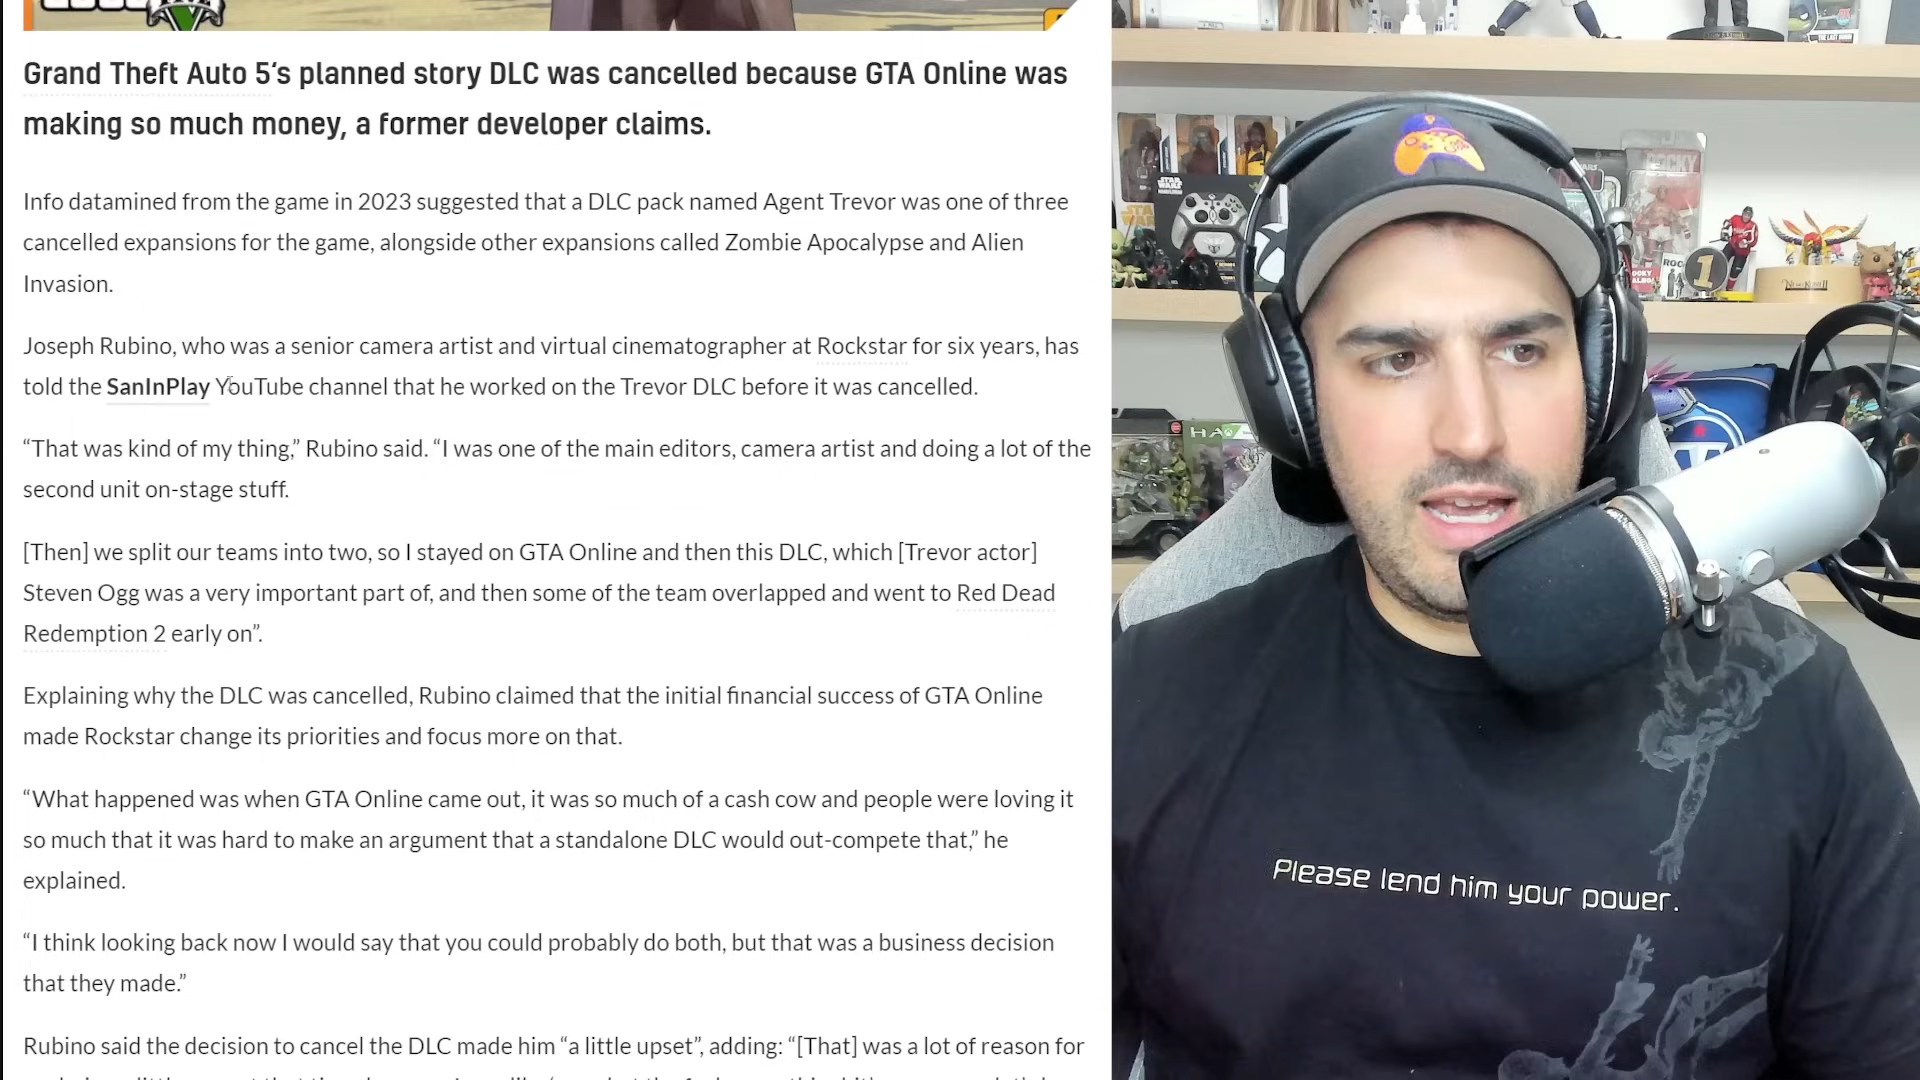 Grand Theft Auto 5‘s planned story DLC was cancelled because GTA Online was
making so much money, a former developer claims.
Info datamined from the game in 2023 suggested that a DLC pack named Agent Trevor was one of three
cancelled expansions for the game, alongside other expansions called Zombie Apocalypse and Alien
Invasion.
Joseph Rubino, who was a senior camera artist and virtual cinematographer at Rockstar for six years, has
told the SanInPlay YouTube channel that he worked on the Trevor DLC before it was cancelled.
“That was kind of my thing,” Rubino said. “I was one of the main editors, camera artist and doing a lot of the
second unit on-stage stuff.
[Then] we split our teams into two, so I stayed on GTA Online and then this DLC, which [Trevor actor]
Steven Ogg was a very important part of, and then some of the team overlapped and went to Red Dead
Redemption 2 early on”.
Explaining why the DLC was cancelled, Rubino claimed that the initial financial success of GTA Online
made Rockstar change its priorities and focus more on that.
“What happened was when GTA Online came out, it was so much of a cash cow and people were loving it
so much that it was hard to make an argument that a standalone DLC would out-compete that,” he
explained.
“I think looking back now I would say that you could probably do both, but that was a business decision
that they made.”
Rubino said the decision to cancel the DLC made him “a little upset”, adding: “[That] was a lot of reason for
STAR
WARS
ROCKY
ROCKY
BALBOA
1
HA
Please lend him your power.